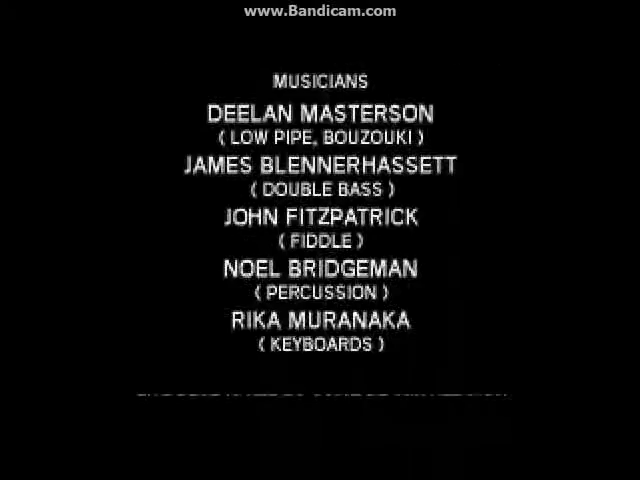 www.Bandicam.com
MUSICIANS
DEELAN MASTERSON
( LOW PIPE, BOUZOUKI )
JAMES BLENNERHASSETT
( DOUBLE BASS )
JOHN FITZPATRICK
( FIDDLE )
NOEL BRIDGEMAN
( PERCUSSION )
RIKA MURANAKA
( KEYBOARDS )